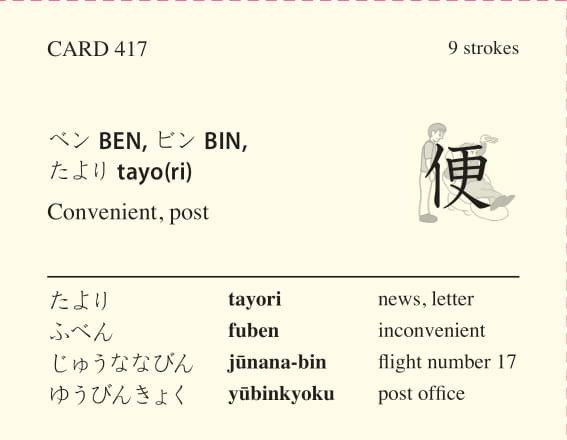 CARD 417 9 strokes
ベン BEN, ビン BIN,
たより tayo(ri)
便
Convenient, post
たより tayori news, letter
ふべん fuben inconvenient
じゅうななびん jūnana-bin flight number 17
ゆうびんきょく yūbinkyoku post office